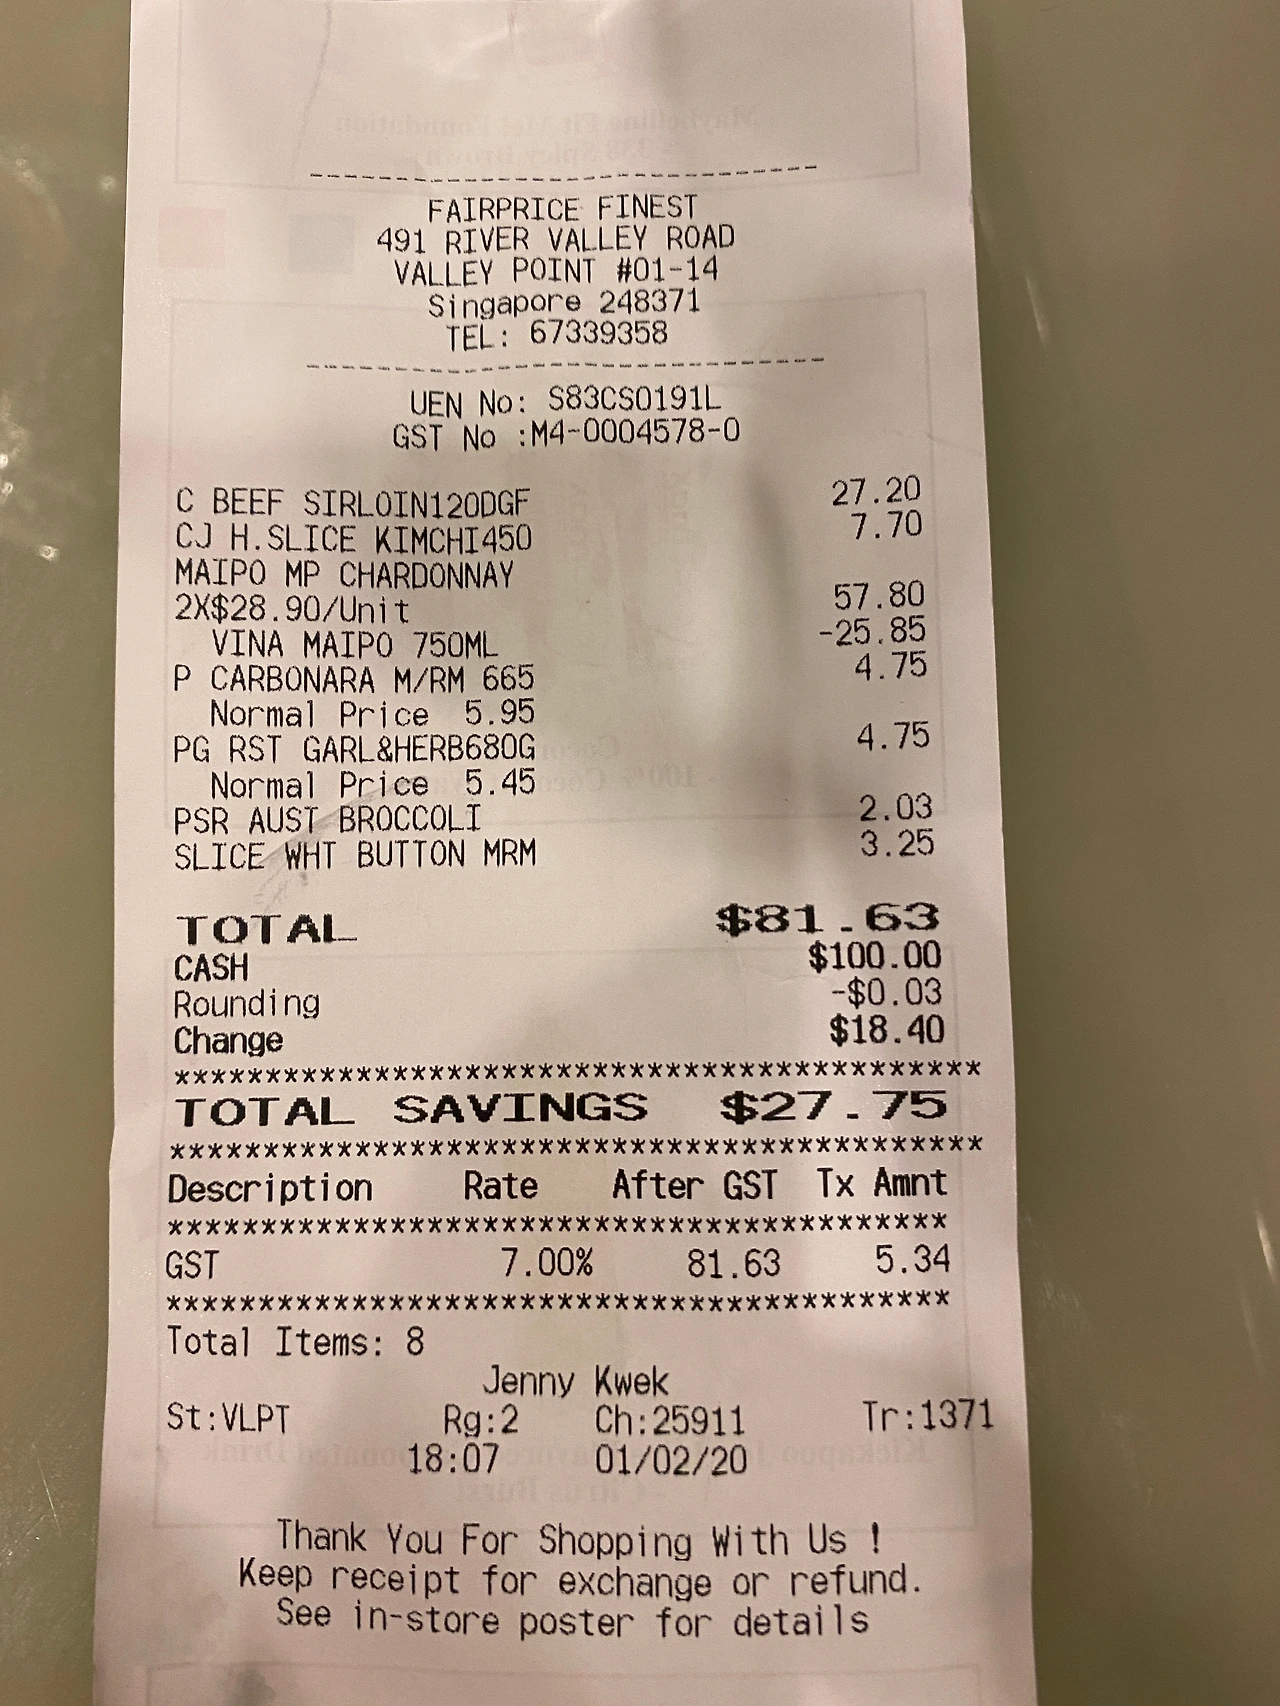 FAIRPRICE FINEST
491 RIVER VALLEY ROAD
VALLEY POINT #01-14
Singapore 248371
TEL: 67339358
UEN No: S83CS0191L
GST No :M4-0004578-0
C BEEF SIRLOIN120DGF 27.20
CJ H.SLICE KIMCHI450 7.70
MAIPO MP CHARDONNAY
2X$28.90/Unit 57.80
VINA MAIPO 750ML -25.85
P CARBONARA M/RM 665 4.75
Normal Price 5.95
PG RST GARL&HERB680G 4.75
Normal Price 5.45
PSR AUST BROCCOLI 2.03
SLICE WHT BUTTON MRM 3.25
TOTAL $81.63
CASH $100.00
Rounding -$0.03
Change $18.40
********************************************
TOTAL SAVINGS $27.75
********************************************
Description Rate After GST Tx Amnt
******************************************
GST 7.00% 81.63 5.34
******************************************
Total Items: 8
Jenny Kwek
St:VLPT Rg:2 Ch:25911 Tr:1371
18:07 01/02/20
Thank You For Shopping With Us !
Keep receipt for exchange or refund.
See in-store poster for details